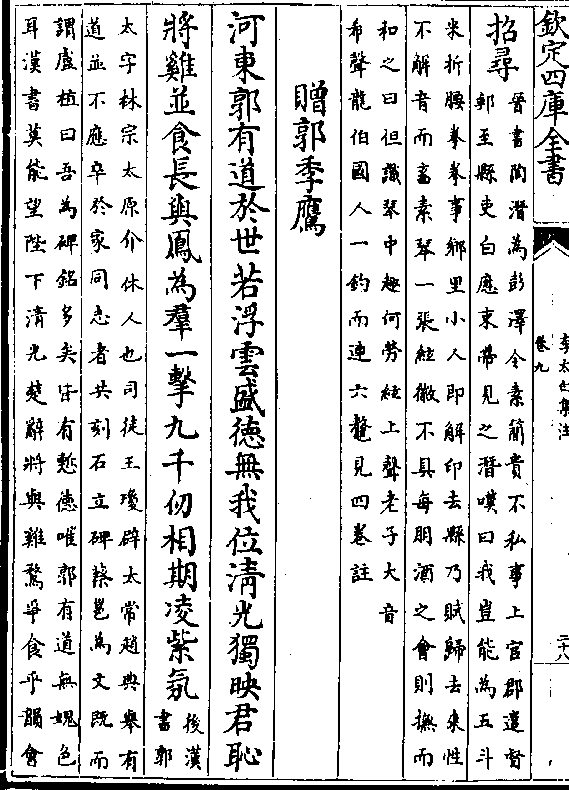 欽定四庫全書
李太白集注
卷九
二十八
招尋
晉書陶潛為彭澤令素簡貴不私事上官郡遣督
郵至縣吏白應束帶見之潛嘆曰我豈能為五斗
米折腰拳拳事鄉里小人即解印去縣乃賦歸去來性
不解音而畜素琴一張絃徽不具每朋酒之會則撫而
和之曰但識琴中趣何勞絃上聲老子大音
希聲龍伯國人一釣而連六鼇見四卷註
贈郭季鷹
河東郭有道於世若浮雲盛德無我位清光獨映君恥
將雞並食長與鳳為羣一擊九千仞相期凌紫氛
後漢
書郭
太字林宗太原介休人也司徒王瓊辟太常趙典舉有
道並不應卒於家同志者共刻石立碑蔡邕為文既而
謂盧植曰吾為碑銘多矣皆有慙德唯郭有道無媿色
耳漢書莫能望陛下清光楚辭將與雞鶩爭食乎韻會